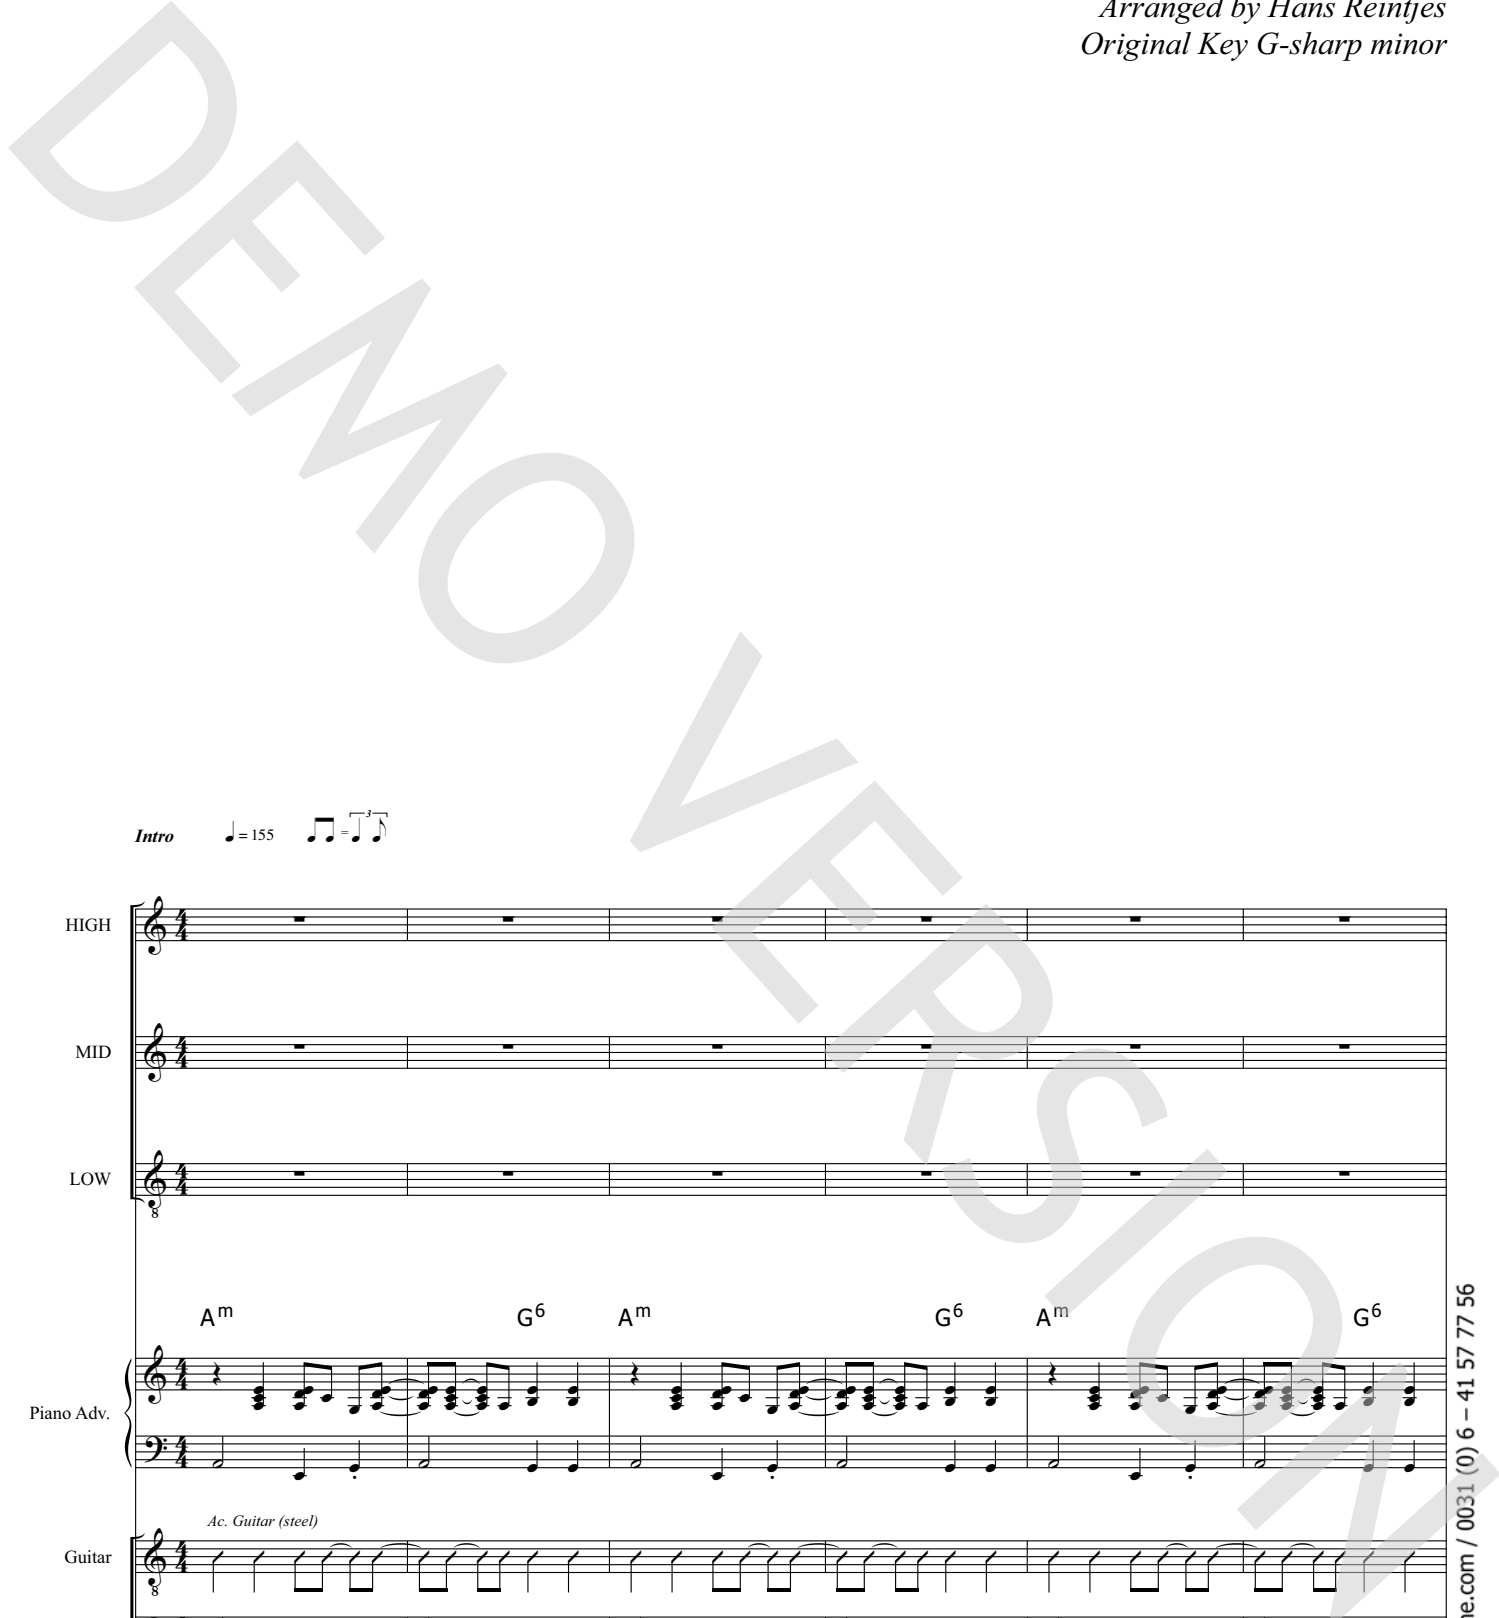 Arranged by Hans Reintjes
Original Key G-sharp minor
DEMO VERSION
Intro = 155 = 3
HIGH
MID
LOW
8
Am G6 Am G6 Am G6
Piano Adv.
Ac. Guitar (steel)
Guitar
8
ne.com / 0031 (0) 6 – 41 57 77 56